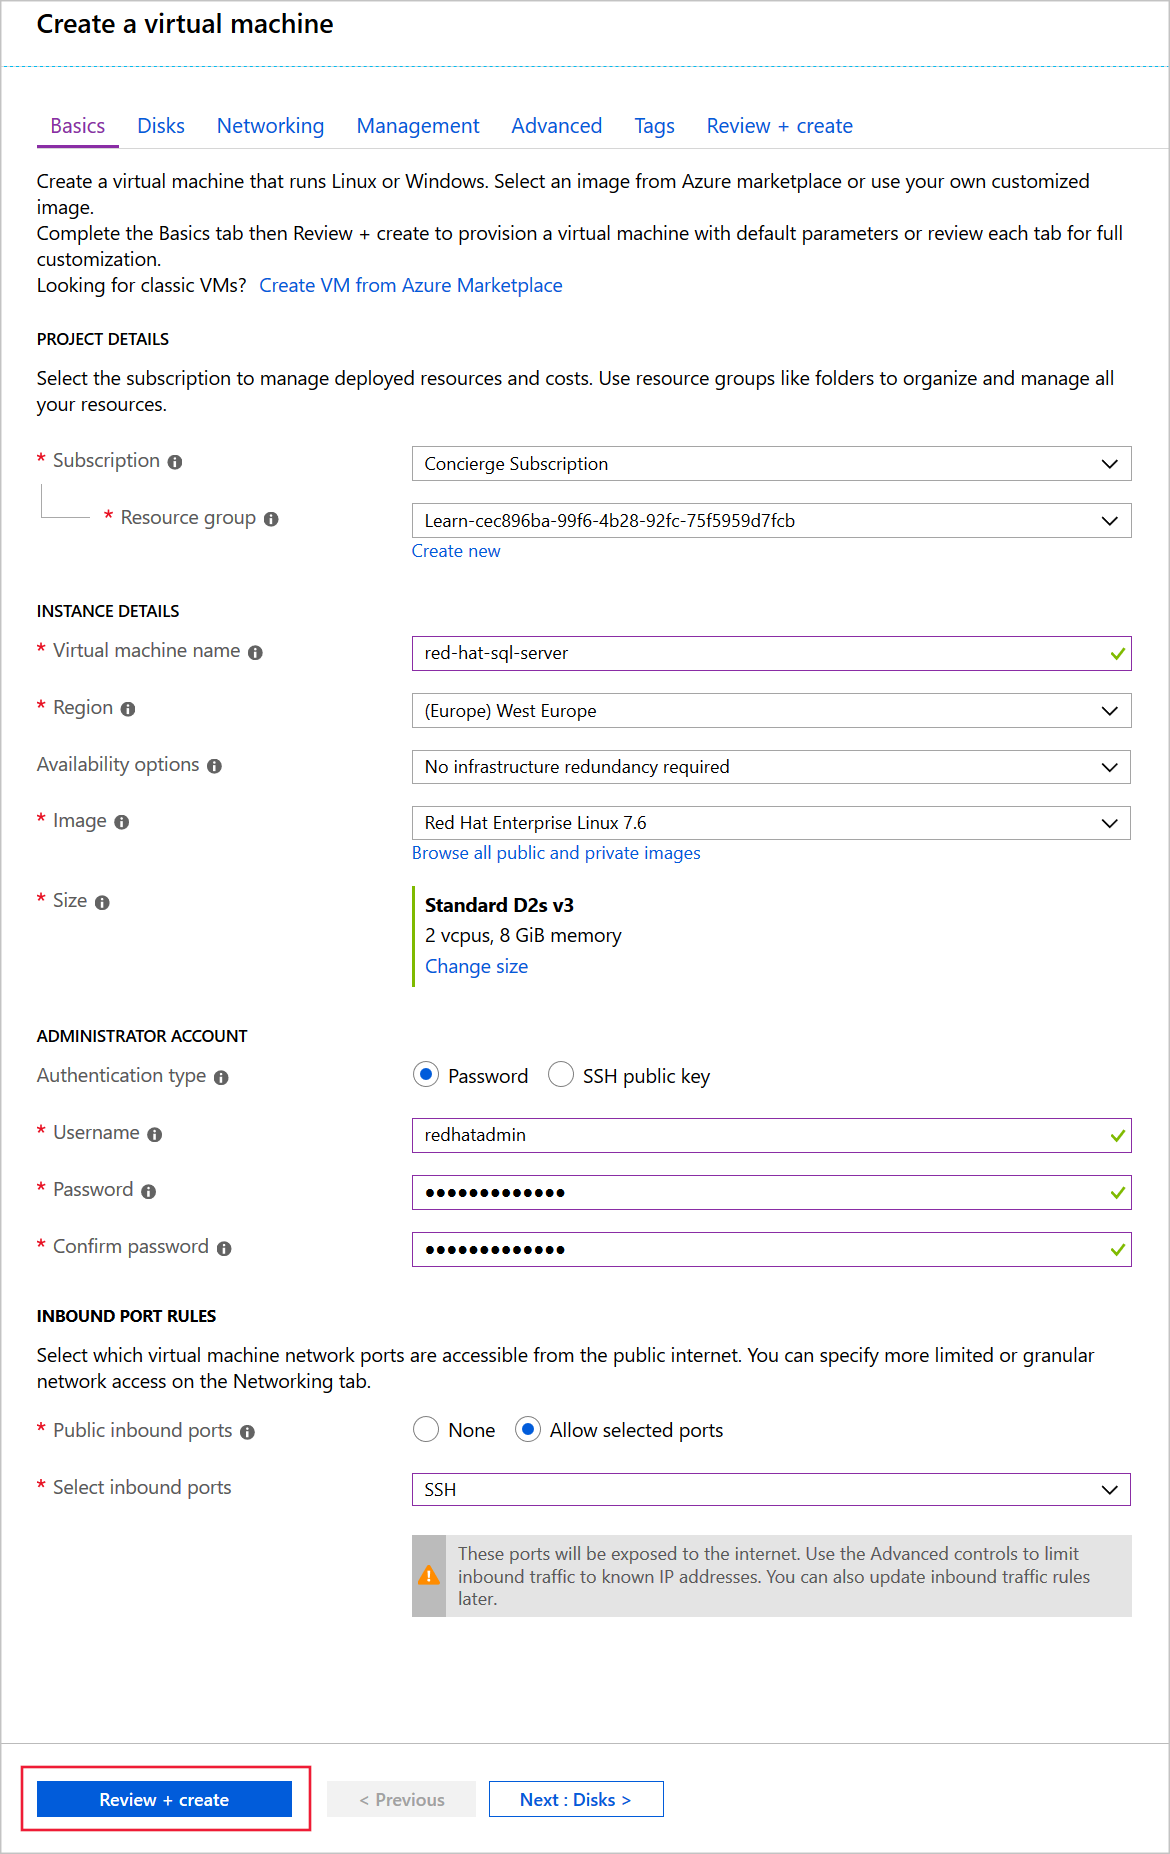 Create a virtual machine
Basics Disks Networking Management Advanced Tags Review + create
Create a virtual machine that runs Linux or Windows. Select an image from Azure marketplace or use your own customized
image.
Complete the Basics tab then Review + create to provision a virtual machine with default parameters or review each tab for full
customization.
Looking for classic VMs? Create VM from Azure Marketplace
PROJECT DETAILS
Select the subscription to manage deployed resources and costs. Use resource groups like folders to organize and manage all
your resources.
* Subscription Concierge Subscription
* Resource group Learn-cec896ba-99f6-4b28-92fc-75f5959d7fcb
Create new
INSTANCE DETAILS
* Virtual machine name red-hat-sql-server
* Region (Europe) West Europe
Availability options No infrastructure redundancy required
* Image Red Hat Enterprise Linux 7.6
Browse all public and private images
* Size Standard D2s v3
2 vcpus, 8 GiB memory
Change size
ADMINISTRATOR ACCOUNT
Authentication type Password SSH public key
* Username redhatadmin
* Password •••••••••••••
* Confirm password •••••••••••••
INBOUND PORT RULES
Select which virtual machine network ports are accessible from the public internet. You can specify more limited or granular
network access on the Networking tab.
* Public inbound ports None Allow selected ports
* Select inbound ports SSH
These ports will be exposed to the internet. Use the Advanced controls to limit
inbound traffic to known IP addresses. You can also update inbound traffic rules
later.
Review + create < Previous Next : Disks >